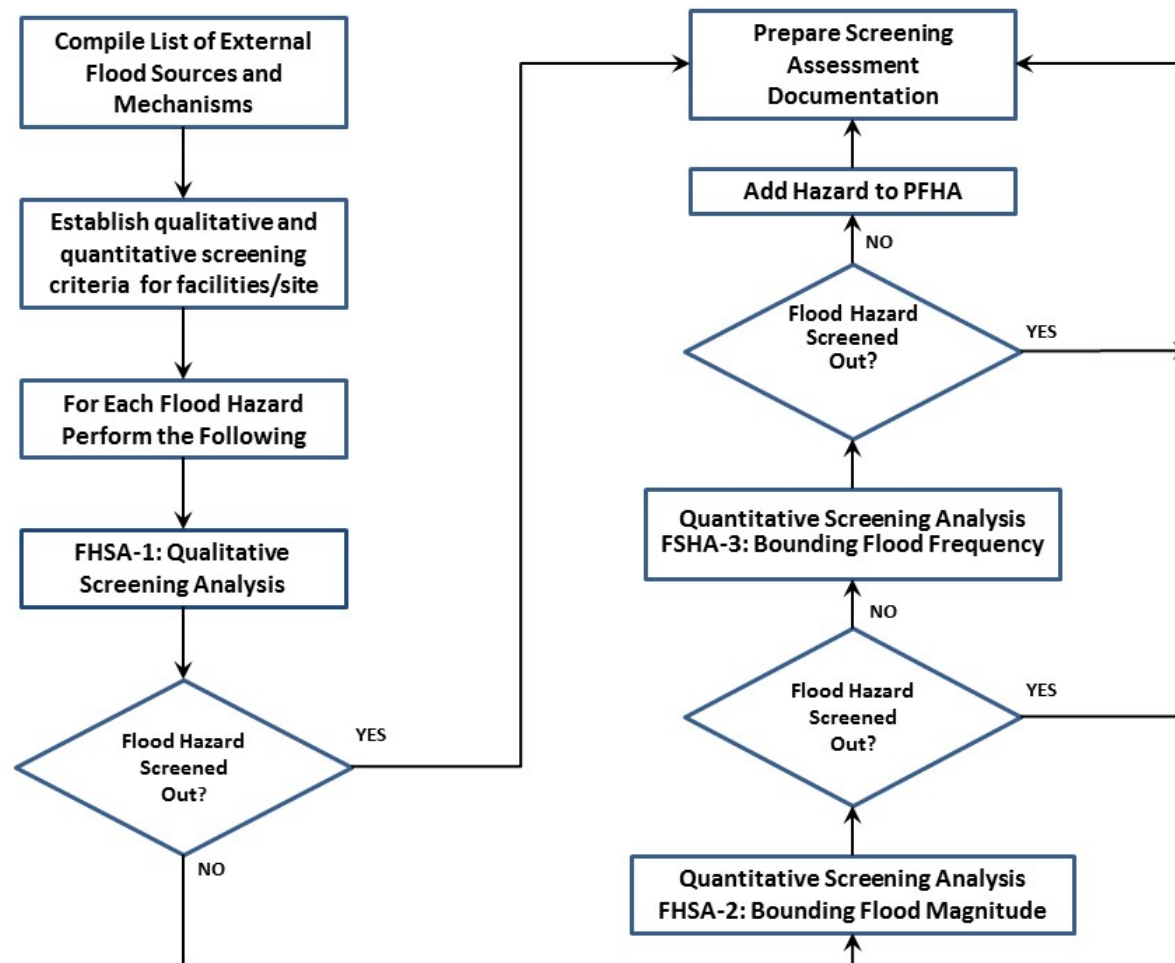 Compile List of External
Flood Sources and
Mechanisms
Establish qualitative and
quantitative screening
criteria for facilities/site
For Each Flood Hazard
Perform the Following
FHSA-1: Qualitative
Screening Analysis
Flood Hazard
Screened
Out?
YES
NO
Prepare Screening
Assessment
Documentation
Add Hazard to PFHA
NO
Flood Hazard
Screened
Out?
YES
Quantitative Screening Analysis
FSHA-3: Bounding Flood Frequency
NO
Flood Hazard
Screened
Out?
YES
Quantitative Screening Analysis
FHSA-2: Bounding Flood Magnitude